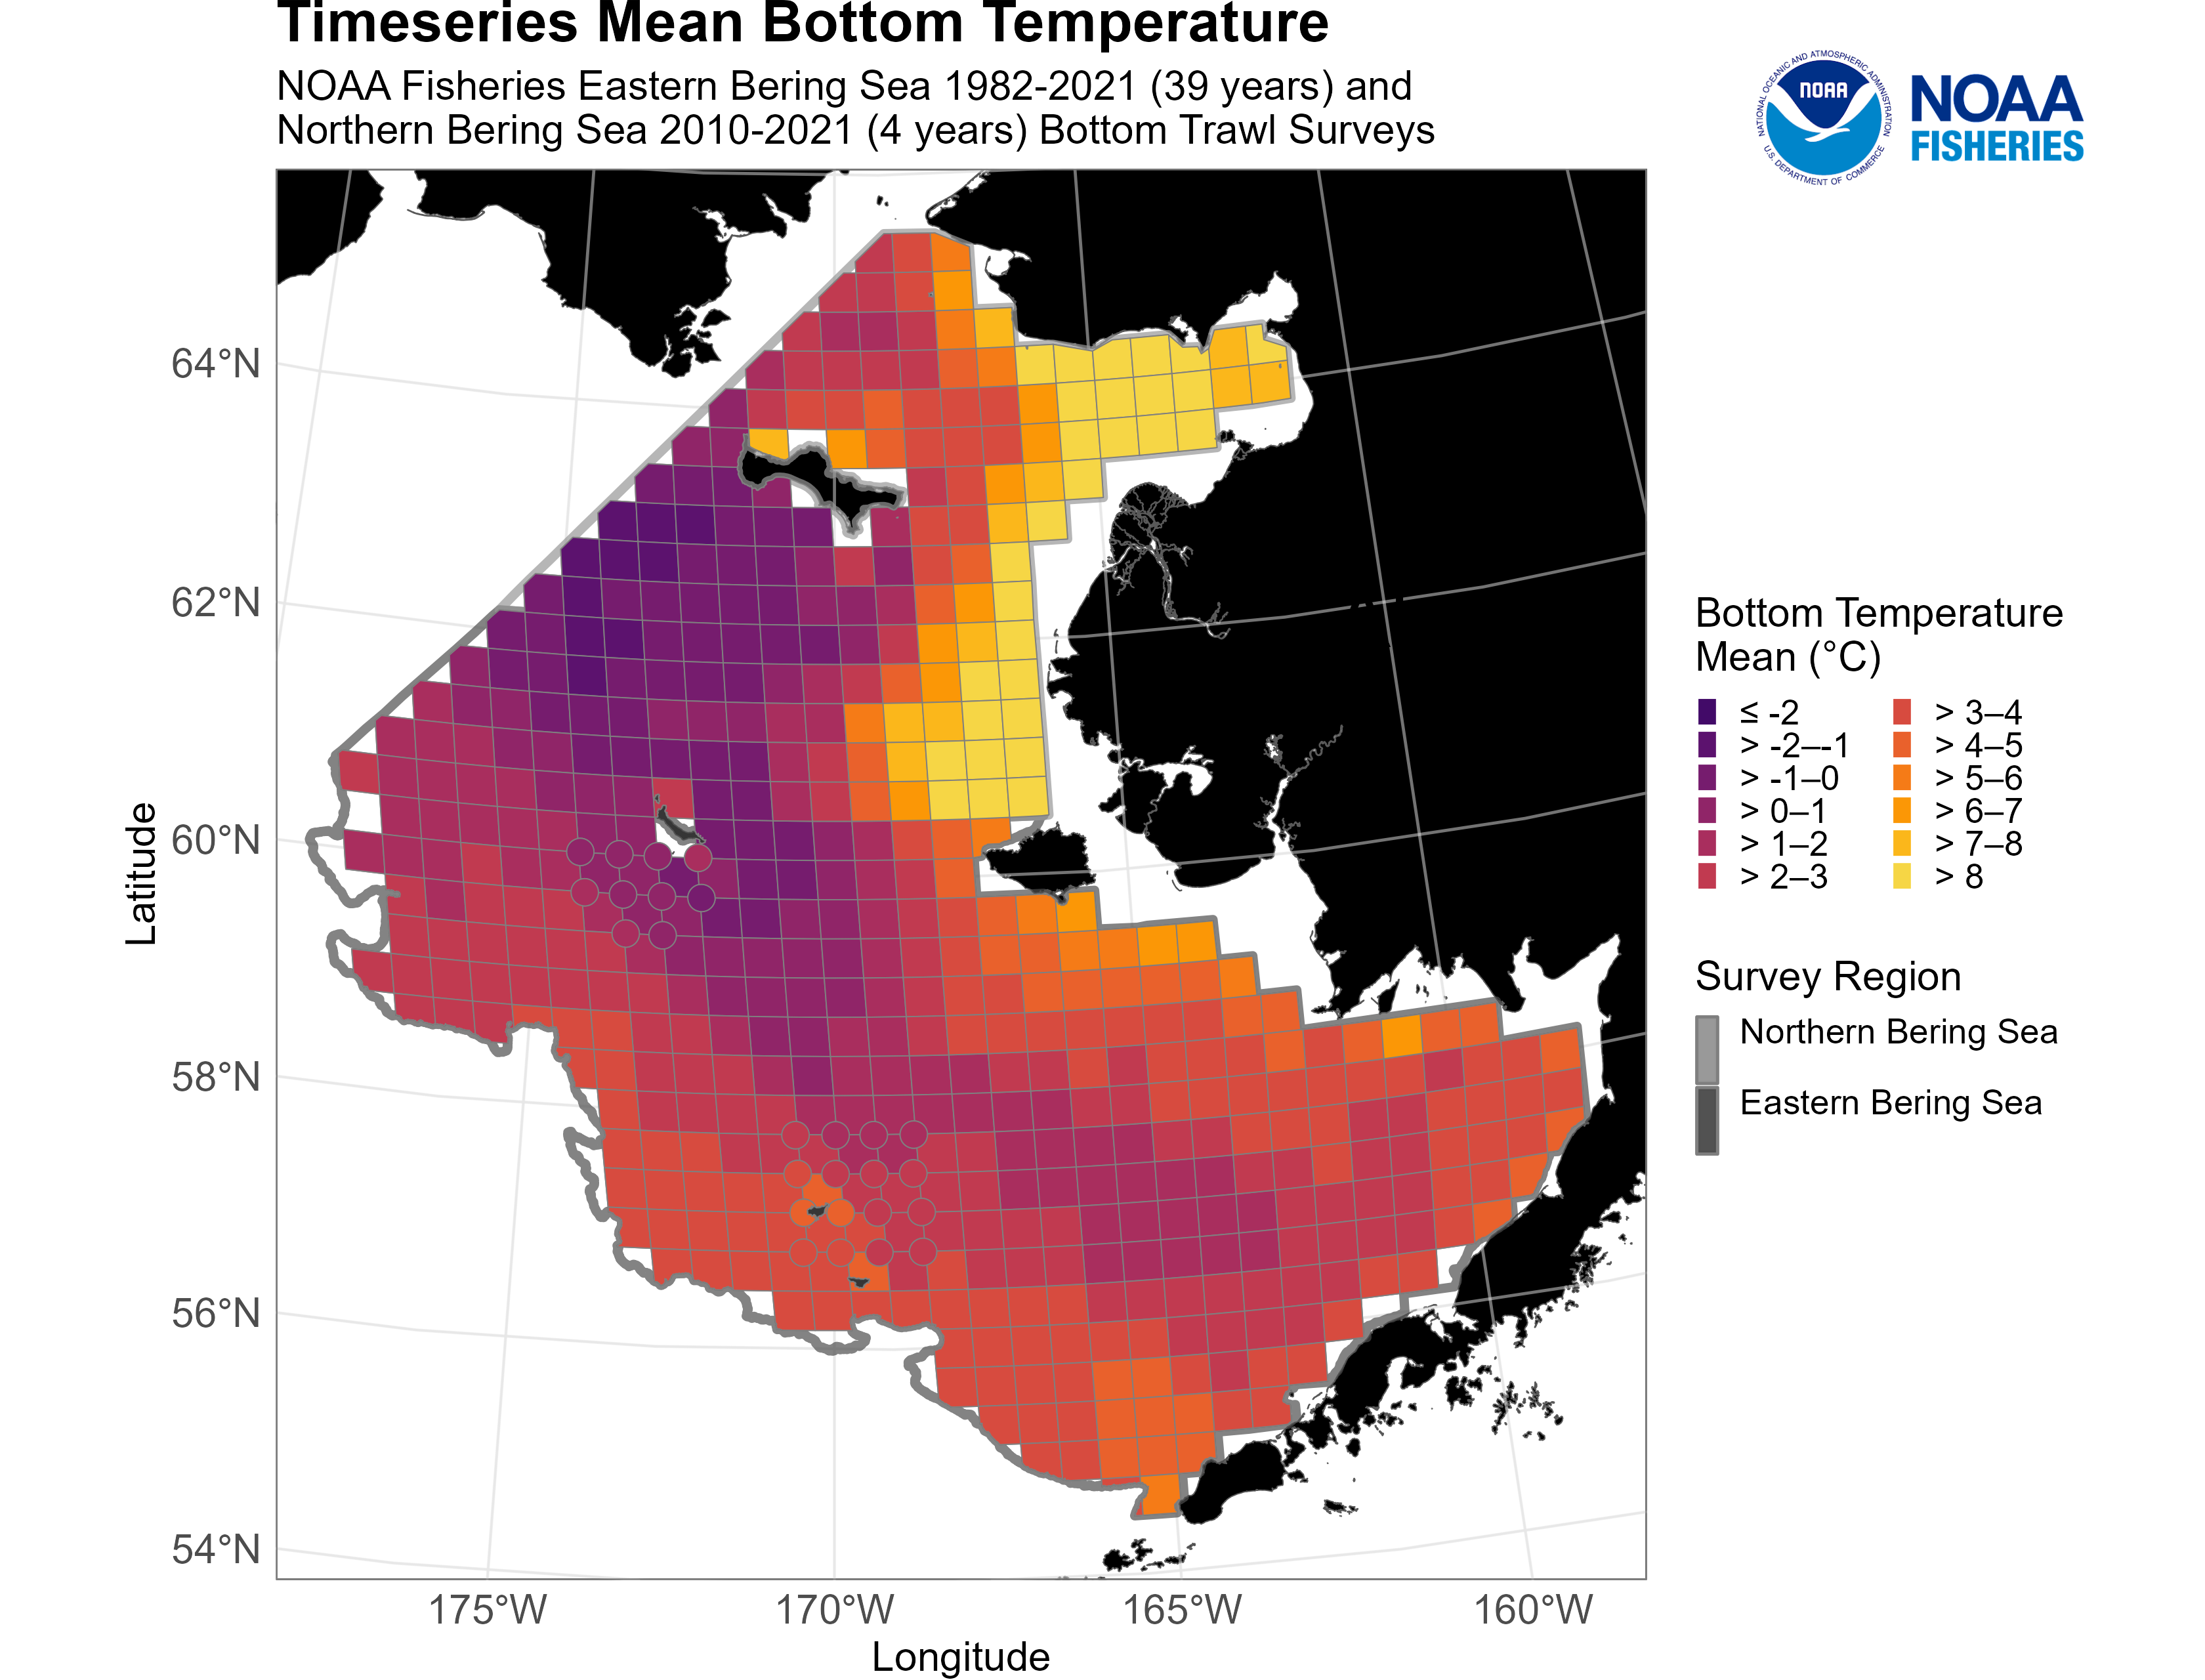 Timeseries Mean Bottom Temperature
NOAA Fisheries Eastern Bering Sea 1982-2021 (39 years) and
Northern Bering Sea 2010-2021 (4 years) Bottom Trawl Surveys
NATIONAL OCEANIC AND ATMOSPHERIC ADMINISTRATION
NOAA
U.S. DEPARTMENT OF COMMERCE
NOAA
FISHERIES
64°N
62°N
60°N
58°N
56°N
54°N
Latitude
175°W
170°W
165°W
160°W
Longitude
Bottom Temperature
Mean (°C)
≤ -2
> -2–-1
> -1–0
> 0–1
> 1–2
> 2–3
> 3–4
> 4–5
> 5–6
> 6–7
> 7–8
> 8
Survey Region
Northern Bering Sea
Eastern Bering Sea